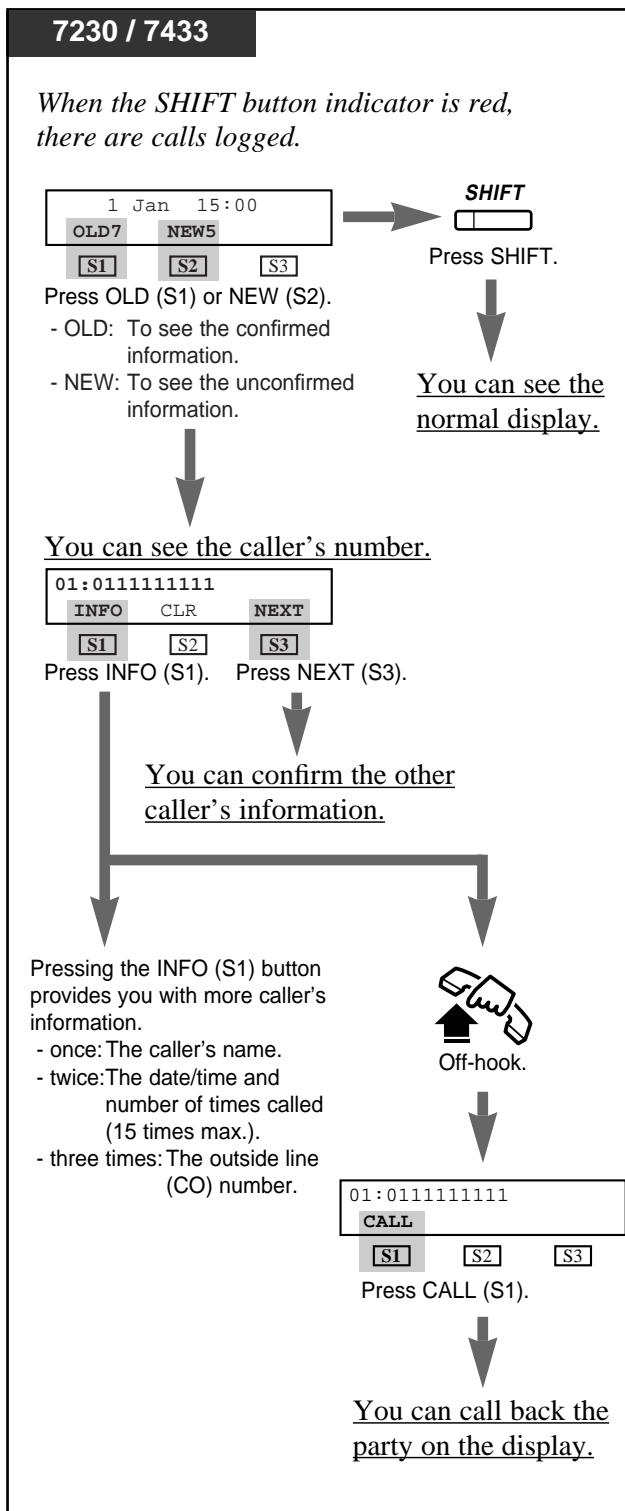 7230 / 7433
When the SHIFT button indicator is red,
there are calls logged.
1 Jan 15:00
OLD7 NEW5
S1 S2 S3
Press OLD (S1) or NEW (S2).
- OLD: To see the confirmed
information.
- NEW: To see the unconfirmed
information.
SHIFT
Press SHIFT.
You can see the
normal display.
You can see the caller's number.
01:0111111111
INFO CLR NEXT
S1 S2 S3
Press INFO (S1). Press NEXT (S3).
You can confirm the other
caller's information.
Pressing the INFO (S1) button
provides you with more caller's
information.
- once: The caller's name.
- twice: The date/time and
number of times called
(15 times max.).
- three times: The outside line
(CO) number.
Off-hook.
01:0111111111
CALL
S1 S2 S3
Press CALL (S1).
You can call back the
party on the display.